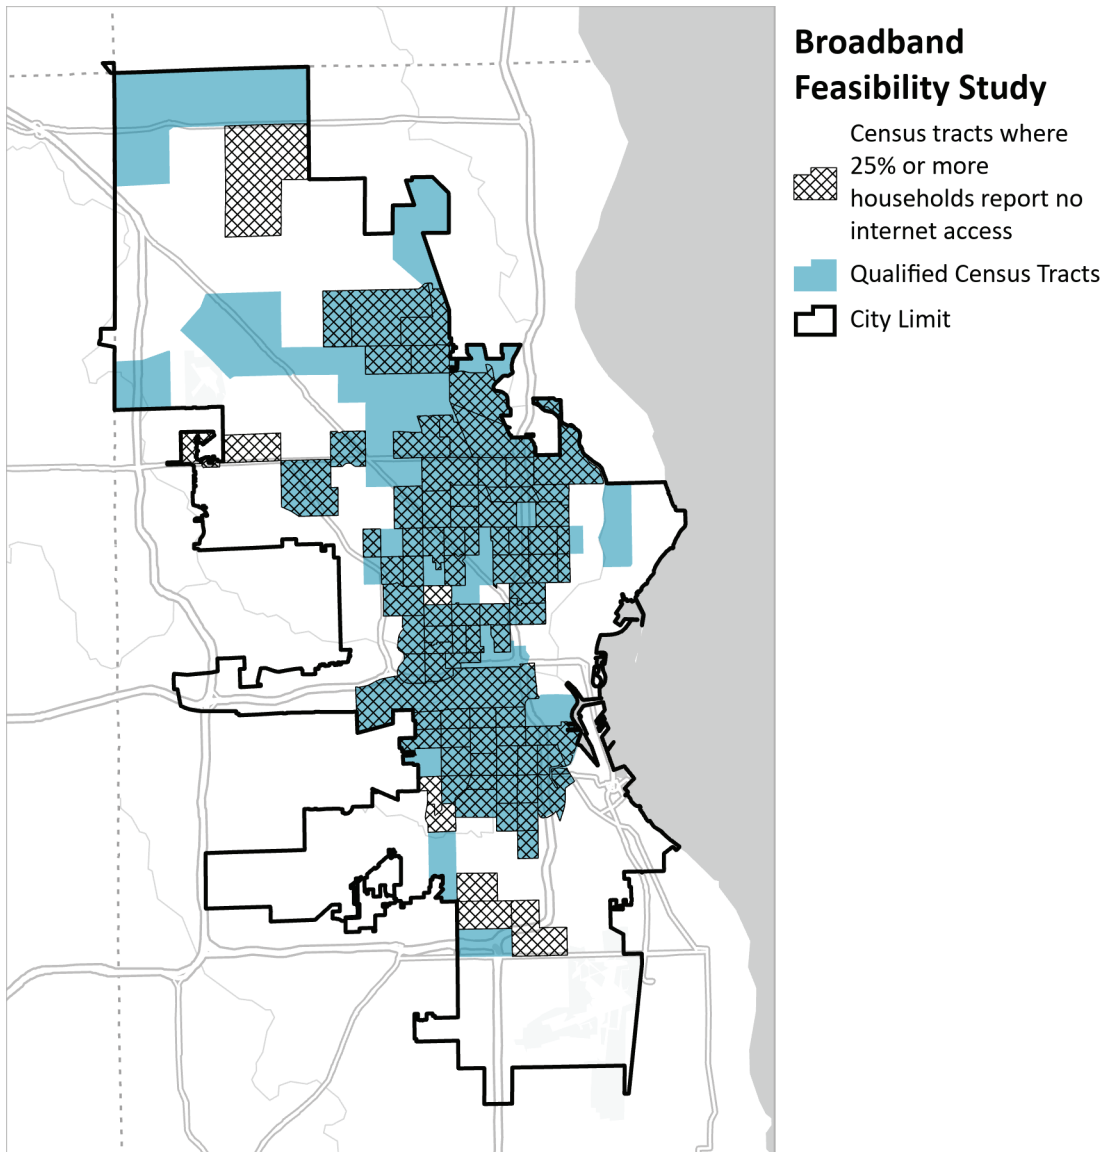 Broadband
Feasibility Study
Census tracts where
25% or more
households report no
internet access
Qualified Census Tracts
City Limit